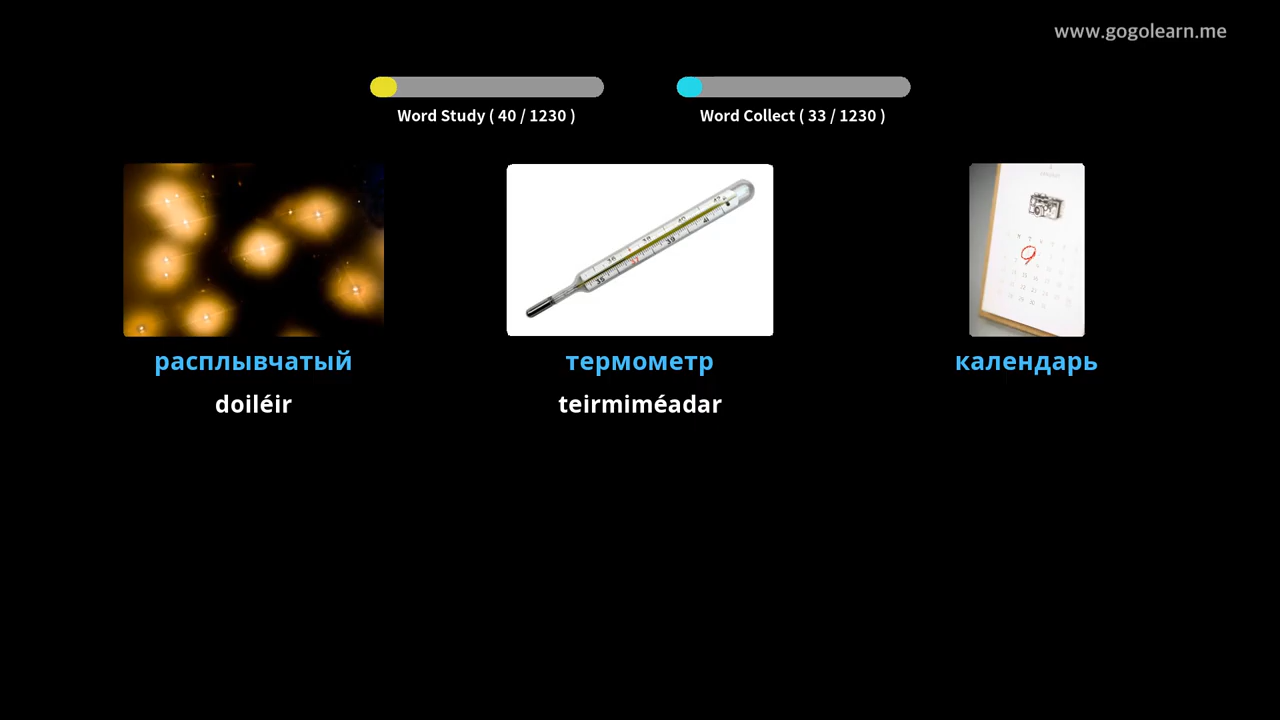 www.gogolearn.me
Word Study ( 40 / 1230 )
Word Collect ( 33 / 1230 )
расплывчатый
термометр
календарь
doiléir
teirmiméadar